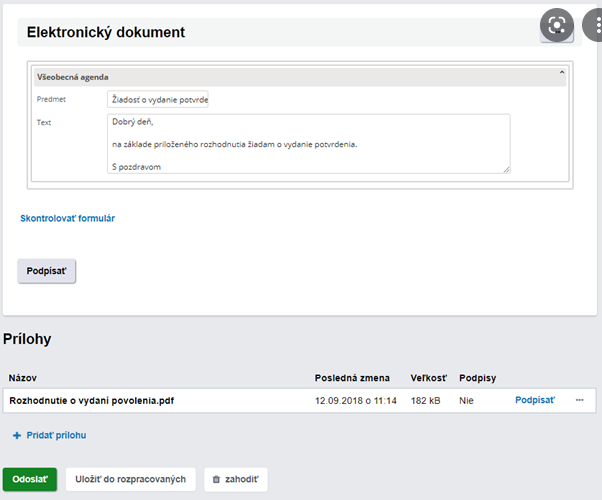 Elektronický dokument
Všeobecná agenda
Predmet
Žiadosť o vydanie potvrde
Text
Dobrý deň,
na základe priloženého rozhodnutia žiadam o vydanie potvrdenia.
S pozdravom
Skontrolovať formulár
Podpísať
Prílohy
Názov Posledná zmena Veľkosť Podpisy
Rozhodnutie o vydaní povolenia.pdf 12.09.2018 o 11:14 182 kB Nie Podpísať
Pridať prílohu
Odoslať Uložiť do rozpracovaných zahodiť